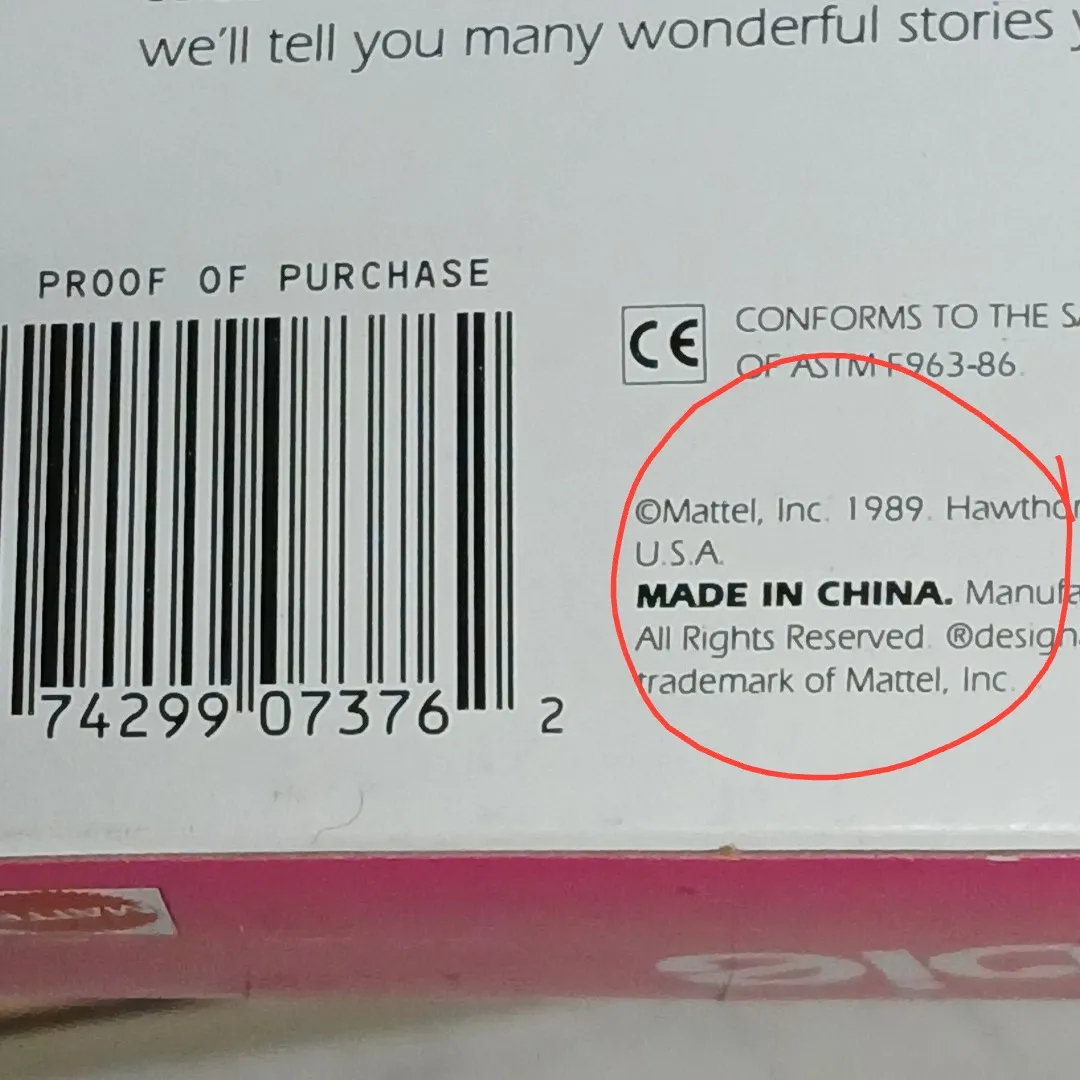 we'll tell you many wonderful stories
PROOF OF PURCHASE
CE
CONFORMS TO THE
OF ASTM F963-86.
©Mattel, Inc. 1989. Hawtho
U.S.A.
MADE IN CHINA. Manufa
All Rights Reserved. ®design
trademark of Mattel, Inc.
74299 07376 2